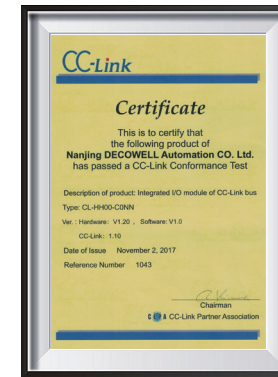 CC-Link
Certificate
This is to certify that
the following product of
Nanjing DECOWELL Automation CO. Ltd.
has passed a CC-Link Conformance Test
Description of product: Integrated I/O module of CC-Link bus
Type: CL-HH00-C0NN
Ver. : Hardware: V1.20 , Software: V1.0
CC-Link: 1.10
Date of Issue November 2, 2017
Reference Number 1043
Chairman
CC-Link Partner Association